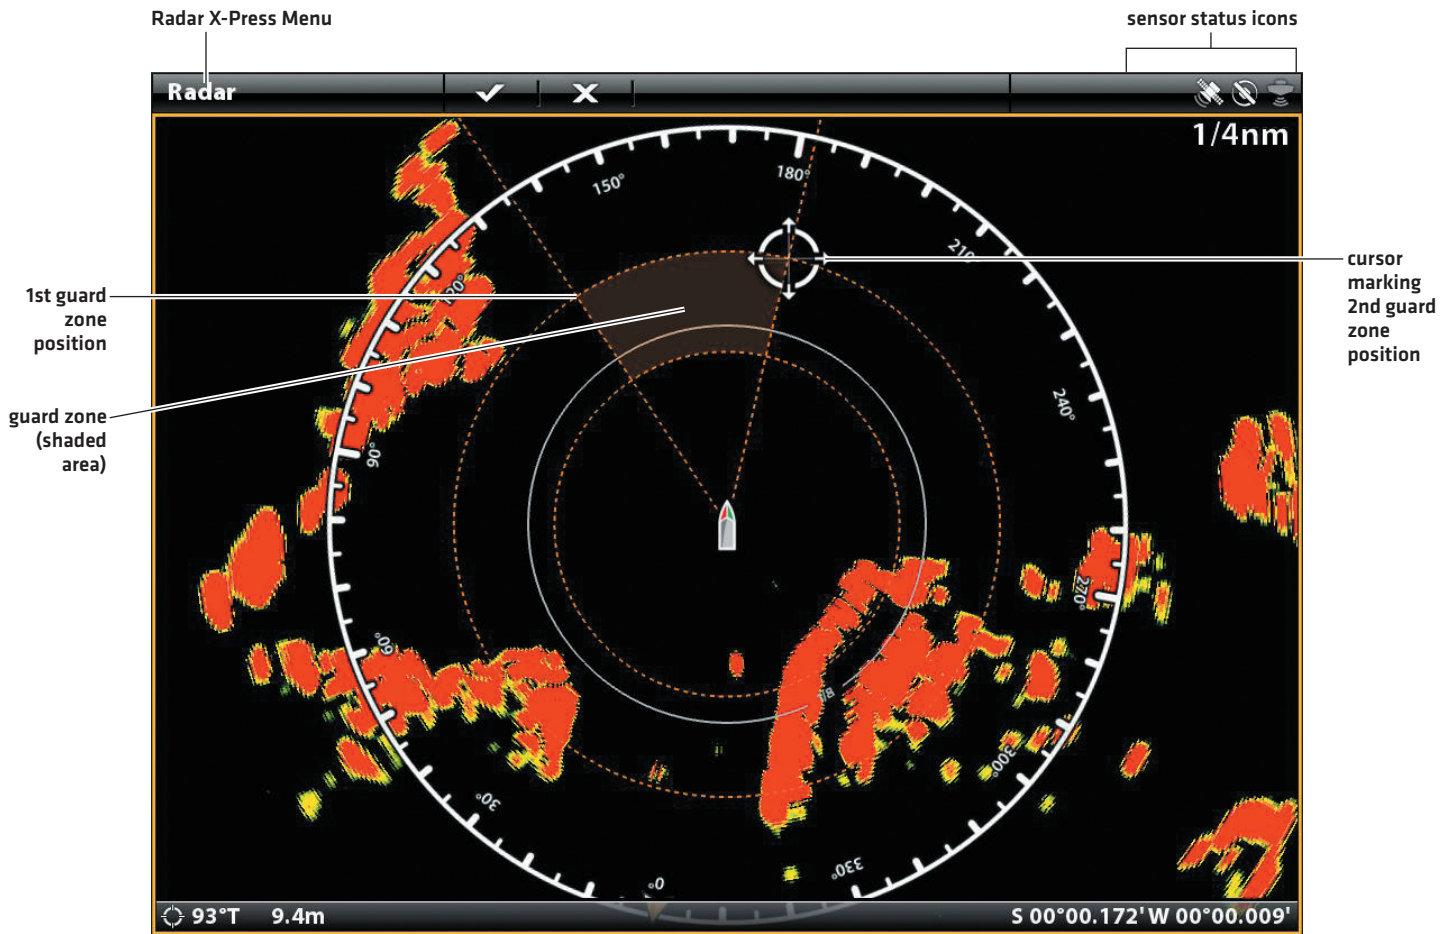 Radar X-Press Menu
sensor status icons
Radar
1/4nm
150°
180°
210°
cursor
marking
2nd guard
zone
position
1st guard
zone
position
120°
240°
guard zone
(shaded
area)
90°
270°
60°
1/8
300°
30°
330°
0°
93°T 9.4m
S 00°00.172' W 00°00.009'